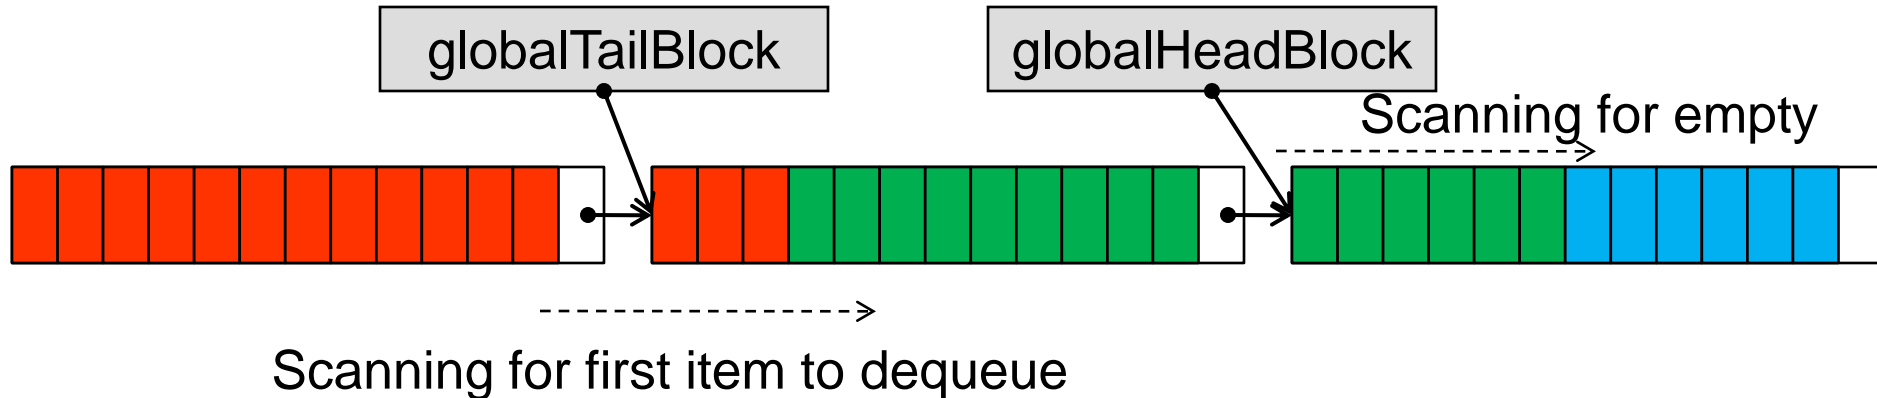 globalTailBlock
globalHeadBlock
Scanning for empty
Scanning for first item to dequeue